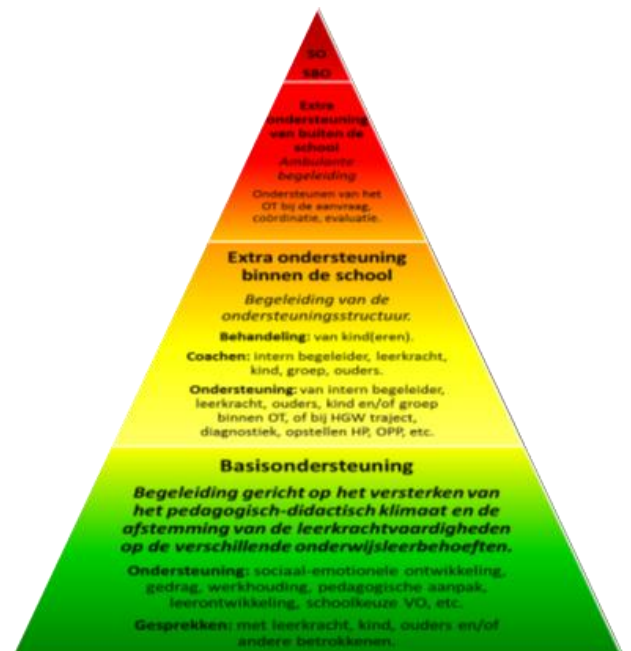 SO
SBO
Extra
ondersteuning
van buiten de
school
Ambulante
begeleiding
Ondersteunen van het
OT bij de aanvraag,
coördinatie, evaluatie.
Extra ondersteuning
binnen de school
Begeleiding van de
ondersteuningsstructuur.
Behandeling: van kind(eren).
Coachen: intern begeleider, leerkracht,
kind, groep, ouders.
Ondersteuning: van intern begeleider,
leerkracht, ouders, kind en/of groep
binnen OT, of bij HGW traject,
diagnostiek, opstellen HP, OPP, etc.
Basisondersteuning
Begeleiding gericht op het versterken van
het pedagogisch-didactisch klimaat en de
afstemming van de leerkrachtvaardigheden
op de verschillende onderwijsleerbehoeften.
Ondersteuning: sociaal-emotionele ontwikkeling,
gedrag, werkhouding, pedagogische aanpak,
leerontwikkeling, schoolkeuze VO, etc.
Gesprekken: met leerkracht, kind, ouders en/of
andere betrokkenen.